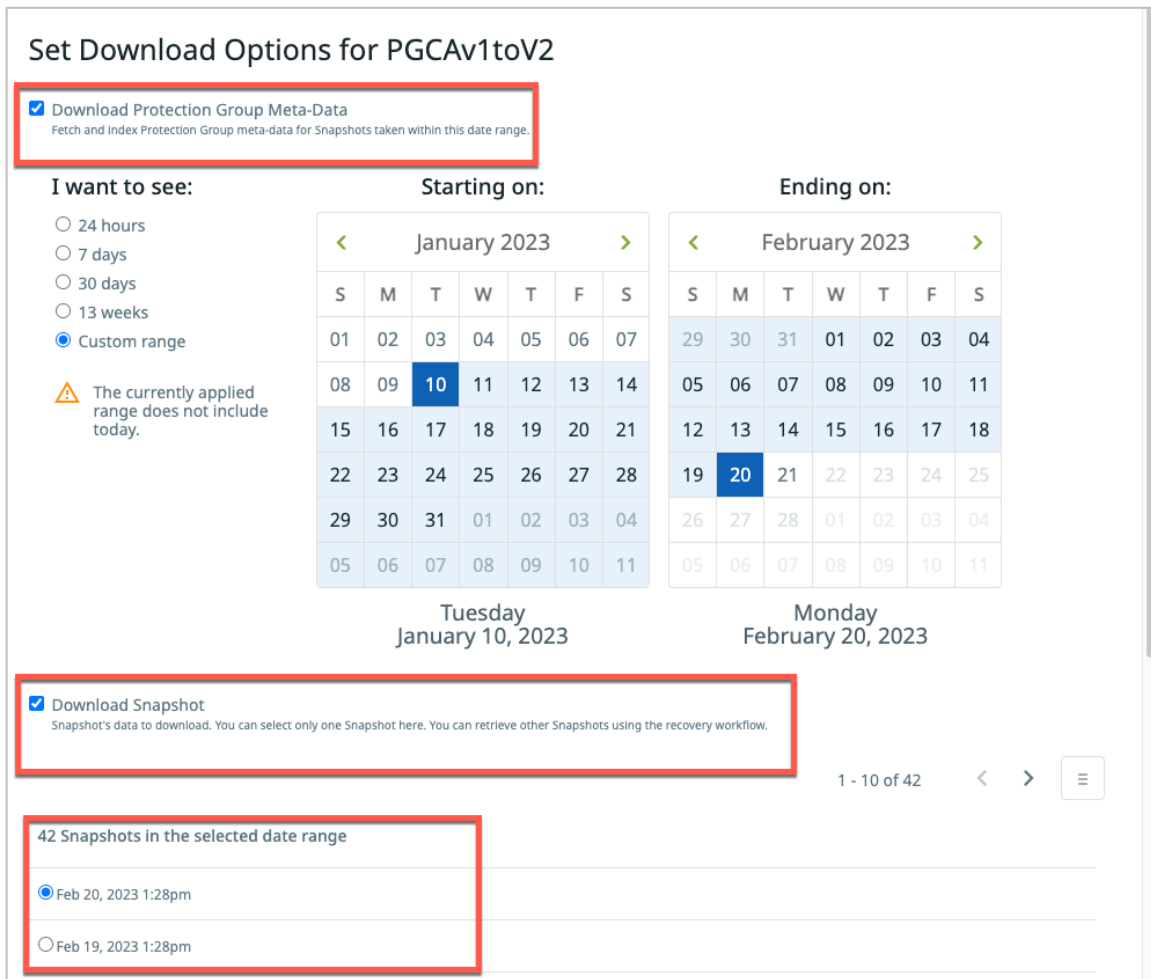 Set Download Options for PGCAv1toV2
Download Protection Group Meta-Data
Fetch and index Protection Group meta-data for Snapshots taken within this date range.
I want to see:
24 hours
7 days
30 days
13 weeks
Custom range
The currently applied
range does not include
today.
Starting on:
January 2023
S M T W T F S
01 02 03 04 05 06 07
08 09 10 11 12 13 14
15 16 17 18 19 20 21
22 23 24 25 26 27 28
29 30 31 01 02 03 04
05 06 07 08 09 10 11
Tuesday
January 10, 2023
Ending on:
February 2023
S M T W T F S
29 30 31 01 02 03 04
05 06 07 08 09 10 11
12 13 14 15 16 17 18
19 20 21 22 23 24 25
26 27 28 01 02 03 04
05 06 07 08 09 10 11
Monday
February 20, 2023
Download Snapshot
Snapshot's data to download. You can select only one Snapshot here. You can retrieve other Snapshots using the recovery workflow.
1 - 10 of 42
42 Snapshots in the selected date range
Feb 20, 2023 1:28pm
Feb 19, 2023 1:28pm